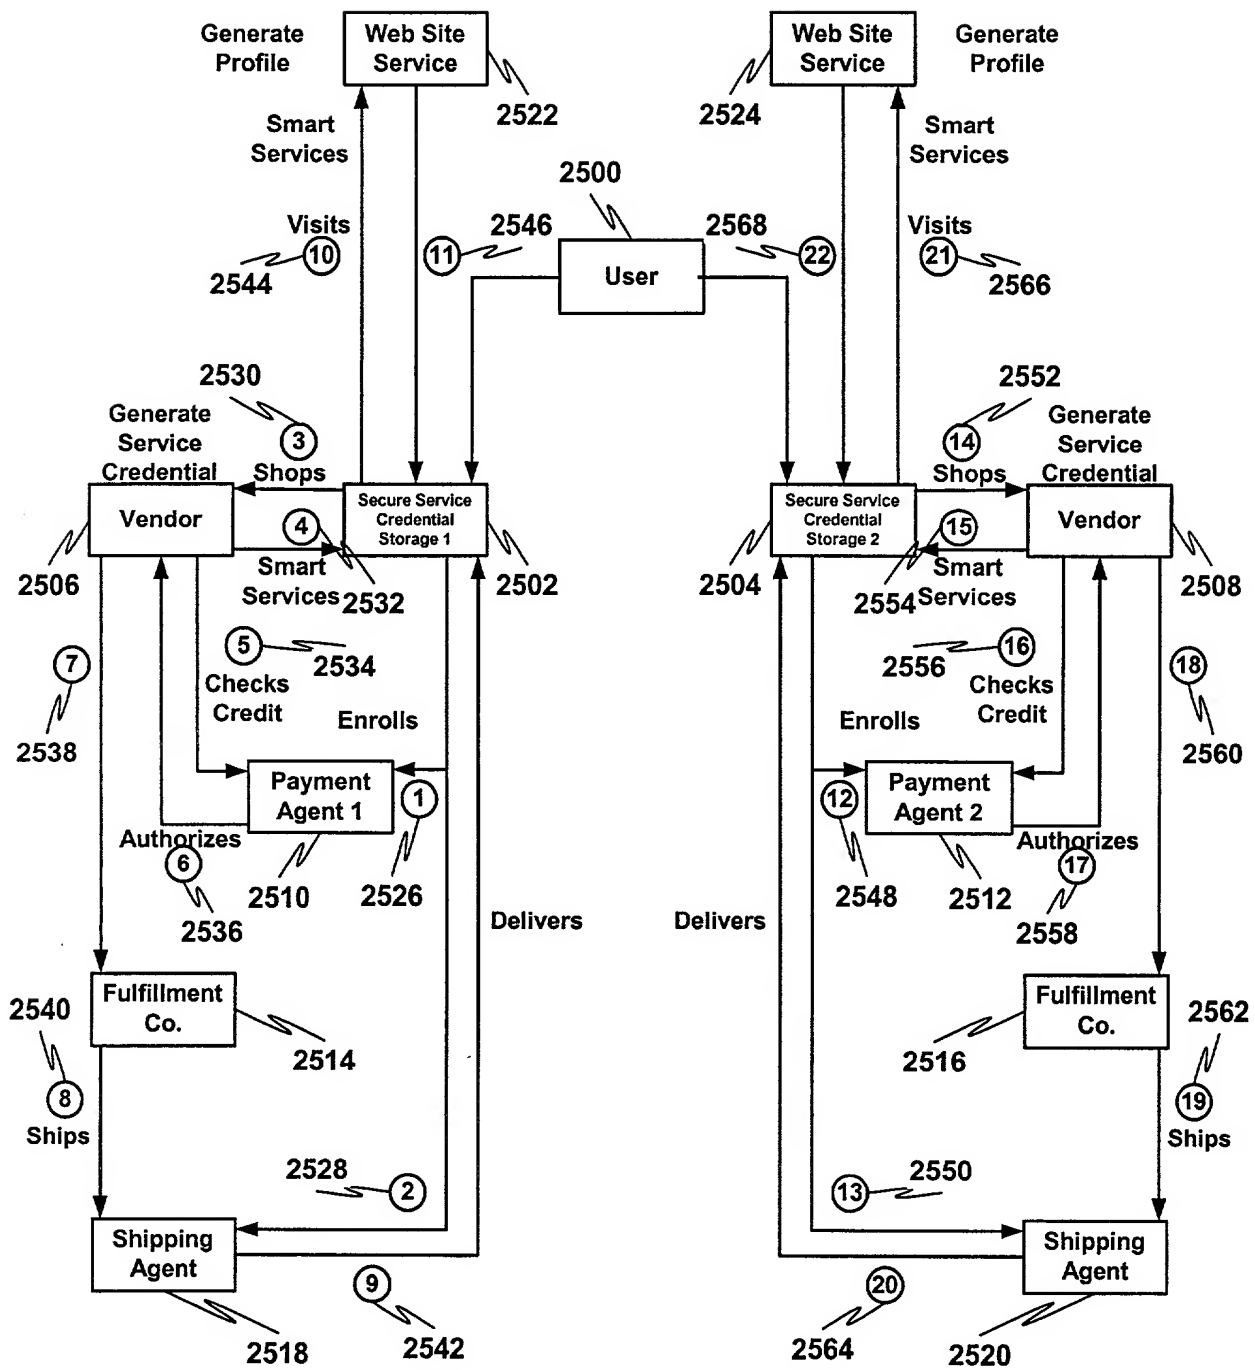 Generate
Profile
Web Site
Service
2522
Web Site
Service
2524
Generate
Profile
Smart
Services
Smart
Services
2500
User
Visits
10
2544
11
2546
2568
22
Visits
21
2566
2530
Generate
Service
Credential
3
Shops
Vendor
2506
Secure Service
Credential
Storage 1
2502
4
Smart
Services
2532
2552
14
Shops
Generate
Service
Credential
Secure Service
Credential
Storage 2
2504
15
2554
Smart
Services
Vendor
2508
7
2538
5
2534
Checks
Credit
Enrolls
2556
16
Checks
Credit
Enrolls
18
2560
Payment
Agent 1
1
Authorizes
6
2536
2510
2526
Payment
Agent 2
12
Authorizes
17
2548
2512
2558
Delivers
Delivers
Fulfillment
Co.
2514
2540
8
Ships
Fulfillment
Co.
2516
2562
19
Ships
2528
2
13
2550
Shipping
Agent
2518
9
2542
Shipping
Agent
20
2564
2520